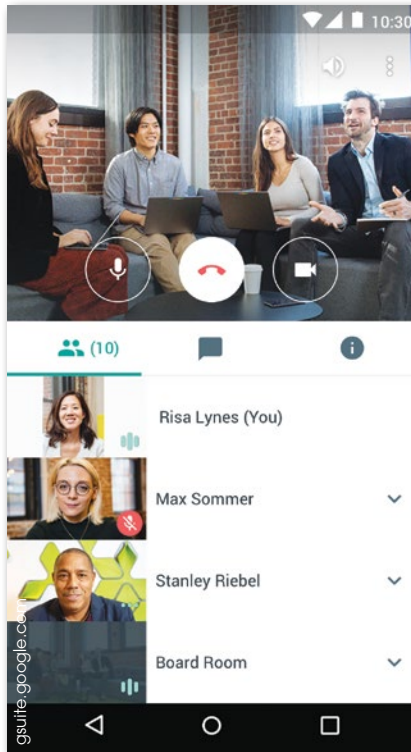 10:30
(10)
Risa Lynes (You)
Max Sommer
Stanley Riebel
Board Room
gsuite.google.com